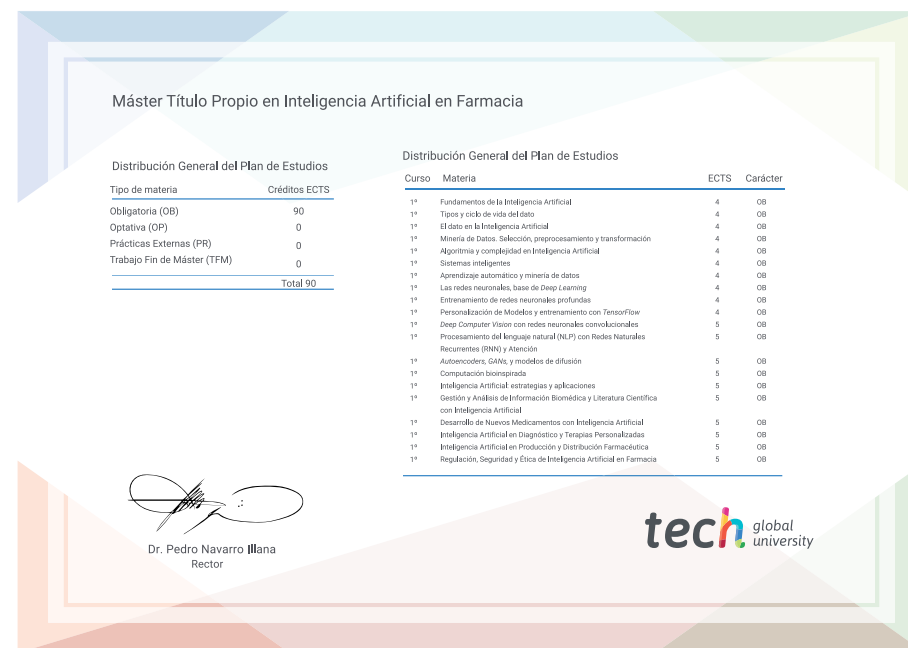 Máster Título Propio en Inteligencia Artificial en Farmacia
Distribución General del Plan de Estudios
Tipo de materia Créditos ECTS
Obligatoria (OB) 90
Optativa (OP) 0
Prácticas Externas (PR) 0
Trabajo Fin de Máster (TFM) 0
Total 90
Distribución General del Plan de Estudios
Curso Materia ECTS Carácter
1º Fundamentos de la Inteligencia Artificial 4 OB
1º Tipos y ciclo de vida del dato 4 OB
1º El dato en la Inteligencia Artificial 4 OB
1º Minería de Datos. Selección, preprocesamiento y transformación 4 OB
1º Algoritmia y complejidad en Inteligencia Artificial 4 OB
1º Sistemas inteligentes 4 OB
1º Aprendizaje automático y minería de datos 4 OB
1º Las redes neuronales, base de Deep Learning 4 OB
1º Entrenamiento de redes neuronales profundas 4 OB
1º Personalización de Modelos y entrenamiento con TensorFlow 4 OB
1º Deep Computer Vision con redes neuronales convolucionales 5 OB
1º Procesamiento del lenguaje natural (NLP) con Redes Naturales 5 OB
Recurrentes (RNN) y Atención
1º Autoencoders, GANs, y modelos de difusión 5 OB
1º Computación bioinspirada 5 OB
1º Inteligencia Artificial: estrategias y aplicaciones 5 OB
1º Gestión y Análisis de Información Biomédica y Literatura Científica 5 OB
con Inteligencia Artificial
1º Desarrollo de Nuevos Medicamentos con Inteligencia Artificial 5 OB
1º Inteligencia Artificial en Diagnóstico y Terapias Personalizadas 5 OB
1º Inteligencia Artificial en Producción y Distribución Farmacéutica 5 OB
1º Regulación, Seguridad y Ética de Inteligencia Artificial en Farmacia 5 OB
Dr. Pedro Navarro Illana
Rector
tech global
university